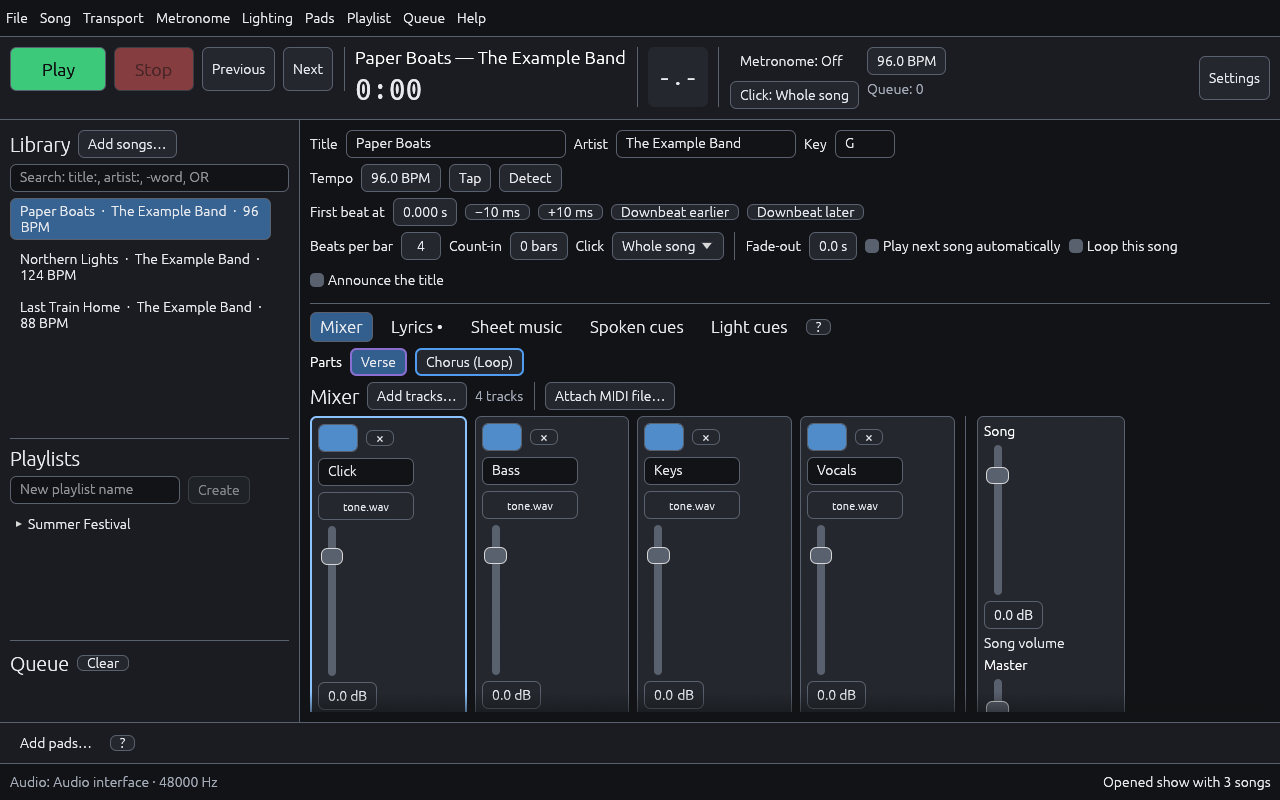 File Song Transport Metronome Lighting Pads Playlist Queue Help
Play Stop Previous Next
Paper Boats — The Example Band
0:00
-.-
Metronome: Off 96.0 BPM
Click: Whole song Queue: 0
Settings
Library Add songs…
Search: title:, artist:, -word, OR
Paper Boats · The Example Band · 96
BPM
Northern Lights · The Example Band ·
124 BPM
Last Train Home · The Example Band ·
88 BPM
Playlists
New playlist name Create
▸ Summer Festival
Queue Clear
Title Paper Boats Artist The Example Band Key G
Tempo 96.0 BPM Tap Detect
First beat at 0.000 s −10 ms +10 ms Downbeat earlier Downbeat later
Beats per bar 4 Count-in 0 bars Click Whole song Fade-out 0.0 s Play next song automatically Loop this song
Announce the title
Mixer Lyrics • Sheet music Spoken cues Light cues ?
Parts Verse Chorus (Loop)
Mixer Add tracks… 4 tracks Attach MIDI file…
× × × × Song
Click Bass Keys Vocals
tone.wav tone.wav tone.wav tone.wav
0.0 dB
Song volume
Master
0.0 dB 0.0 dB 0.0 dB 0.0 dB
Add pads… ?
Audio: Audio interface · 48000 Hz
Opened show with 3 songs